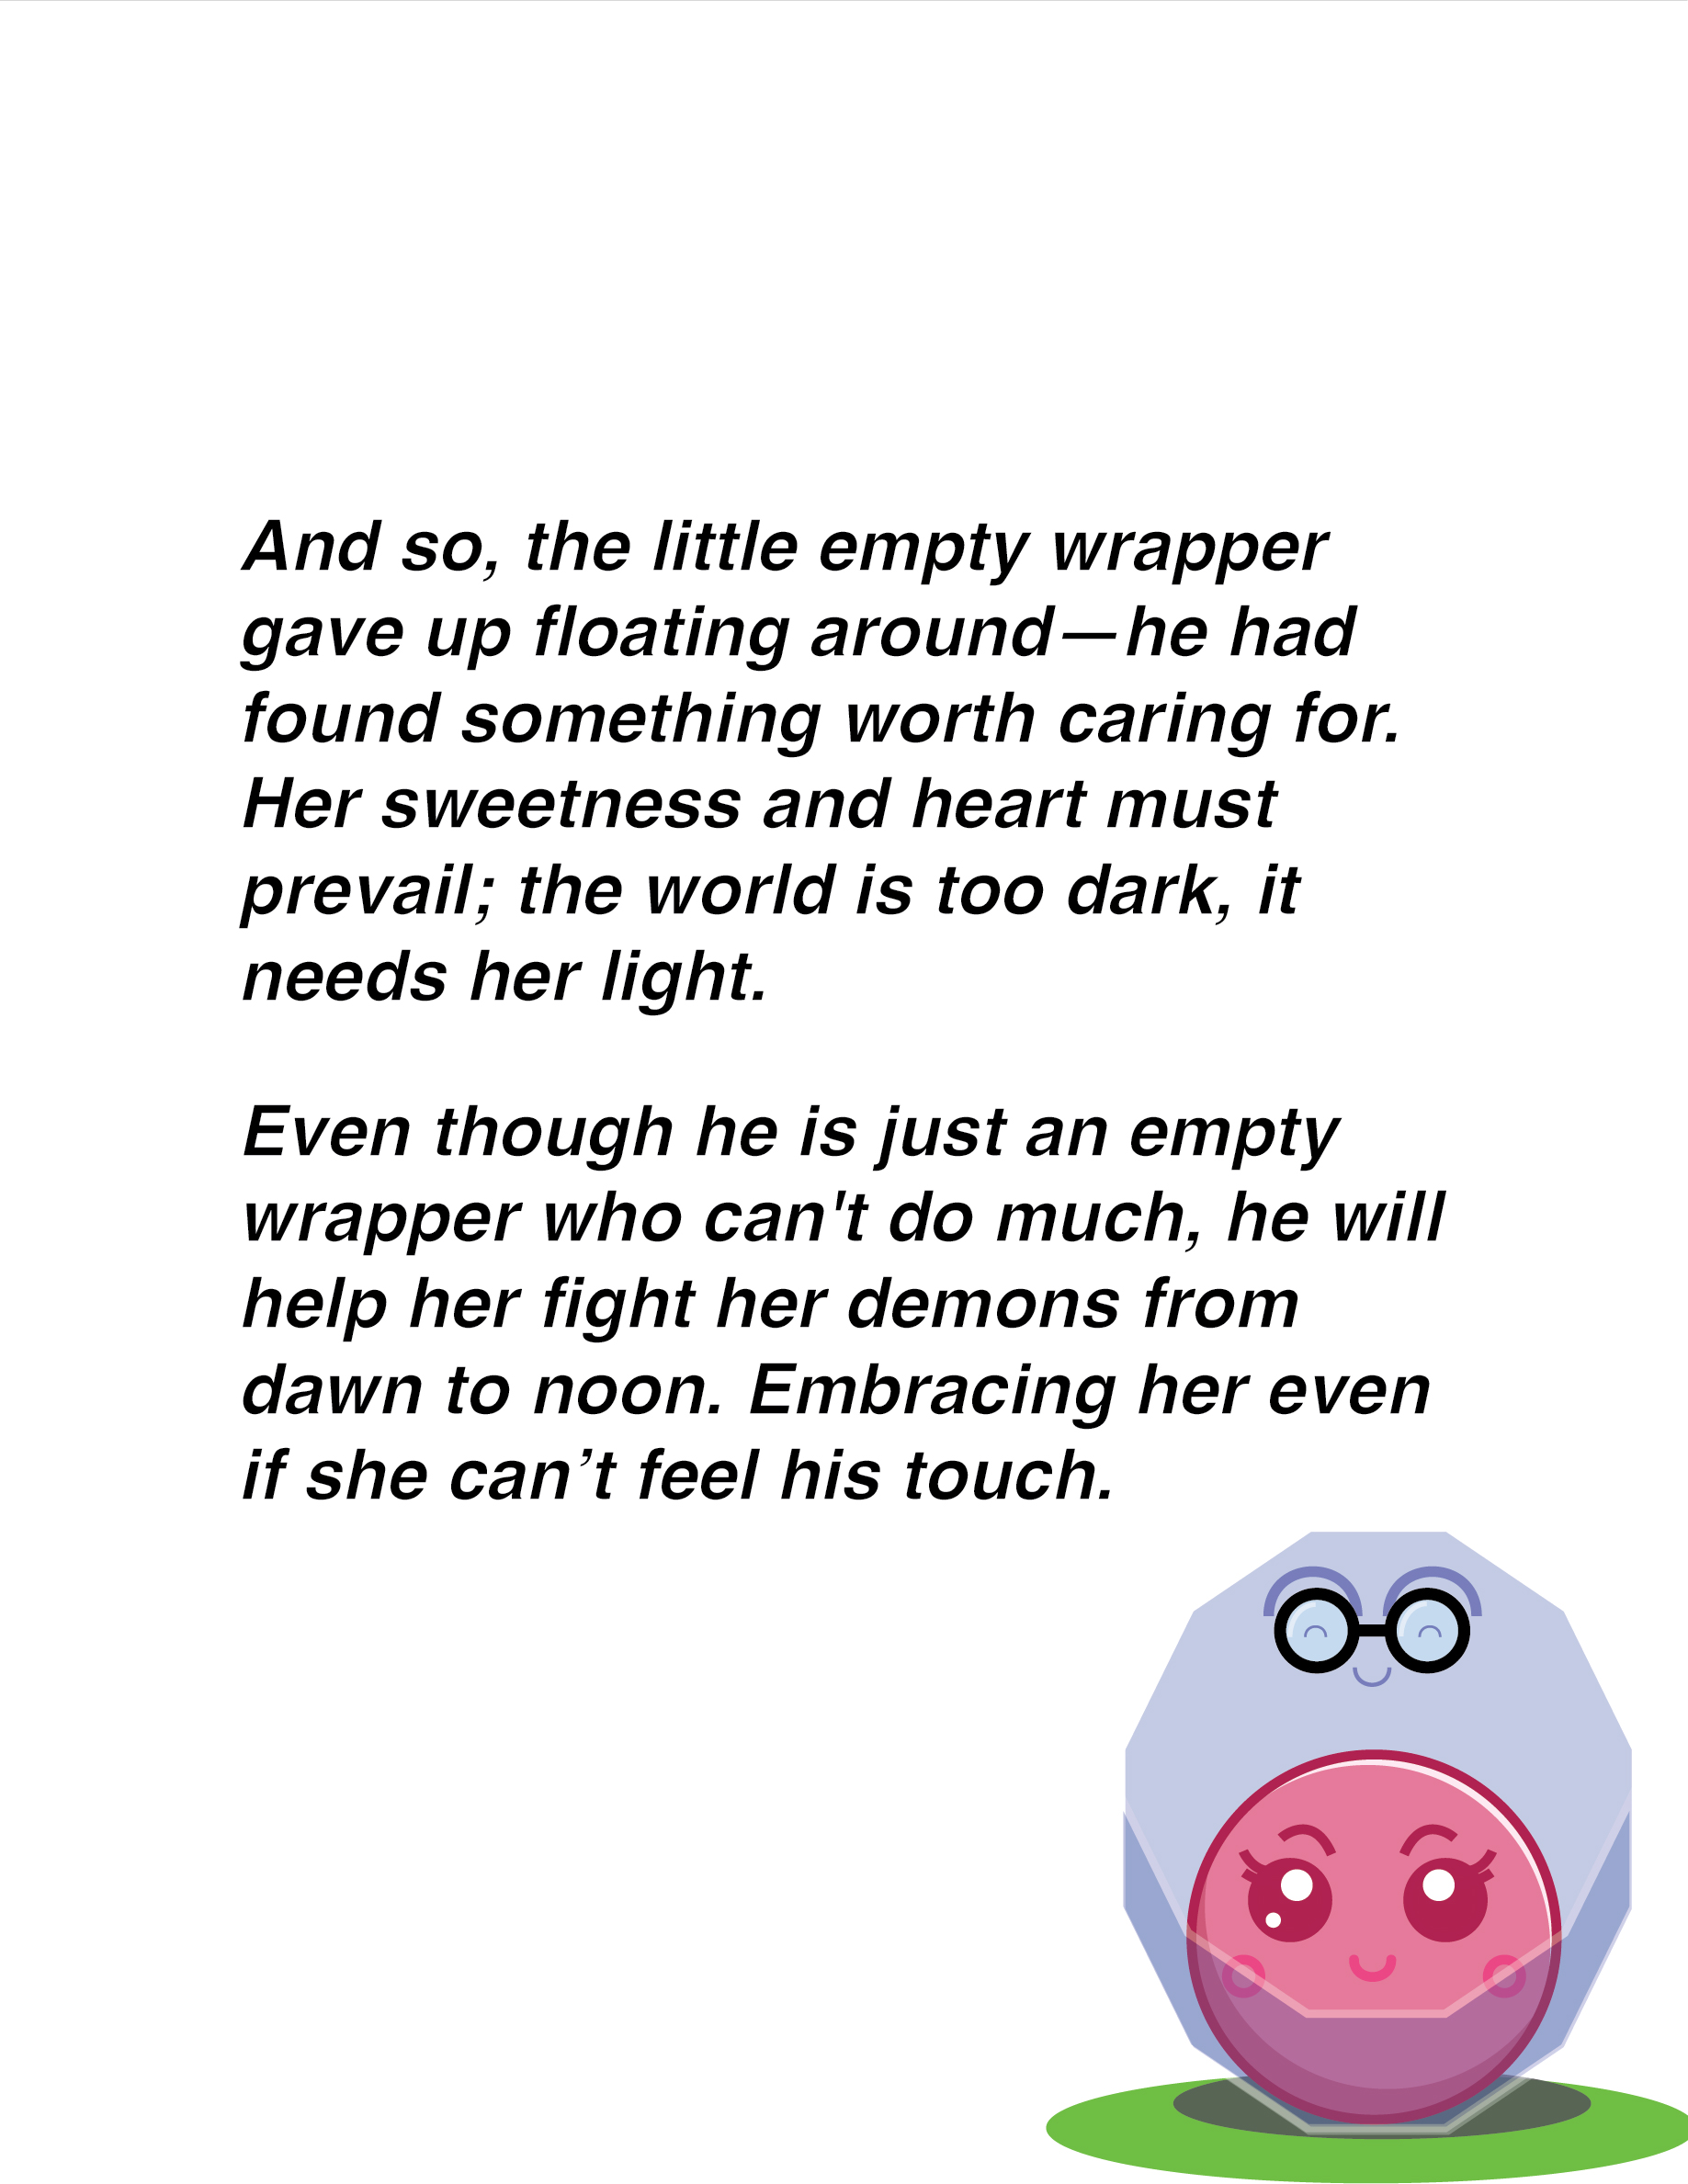 And so, the little empty wrapper
gave up floating around—he had
found something worth caring for.
Her sweetness and heart must
prevail; the world is too dark, it
needs her light.
Even though he is just an empty
wrapper who can't do much, he will
help her fight her demons from
dawn to noon. Embracing her even
if she can’t feel his touch.